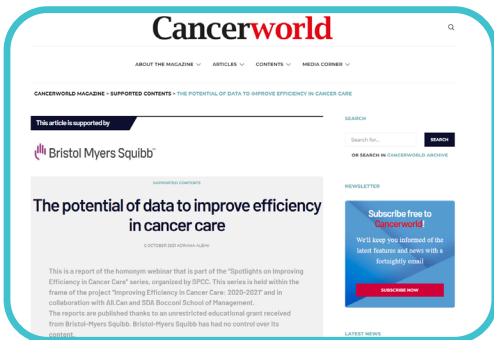 Cancerworld
ABOUT THE MAGAZINE ARTICLES CONTENTS MEDIA CORNER
CANCERWORLD MAGAZINE > SUPPORTED CONTENTS > THE POTENTIAL OF DATA TO IMPROVE EFFICIENCY IN CANCER CARE
This article is supported by
Bristol Myers Squibb™
SUPPORTED CONTENTS
The potential of data to improve efficiency
in cancer care
This is a report of the homonym webinar that is part of the "Spotlights on Improving
Efficiency in Cancer Care" series, organized by SPCC. This series is held within the
frame of the project "Improving Efficiency in Cancer Care: 2020-2021" and in
collaboration with All.Can and SDA Bocconi School of Management.
The reports are published thanks to an unrestricted educational grant received
from Bristol-Myers Squibb. Bristol-Myers Squibb has had no control over its
content.
SEARCH
Search for...
SEARCH
OR SEARCH IN CANCERWORLD ARCHIVE
NEWSLETTER
Subscribe free to
Cancerworld!
We'll keep you informed of the
latest features and news with a
fortnightly email
SUBSCRIBE NOW
LATEST NEWS